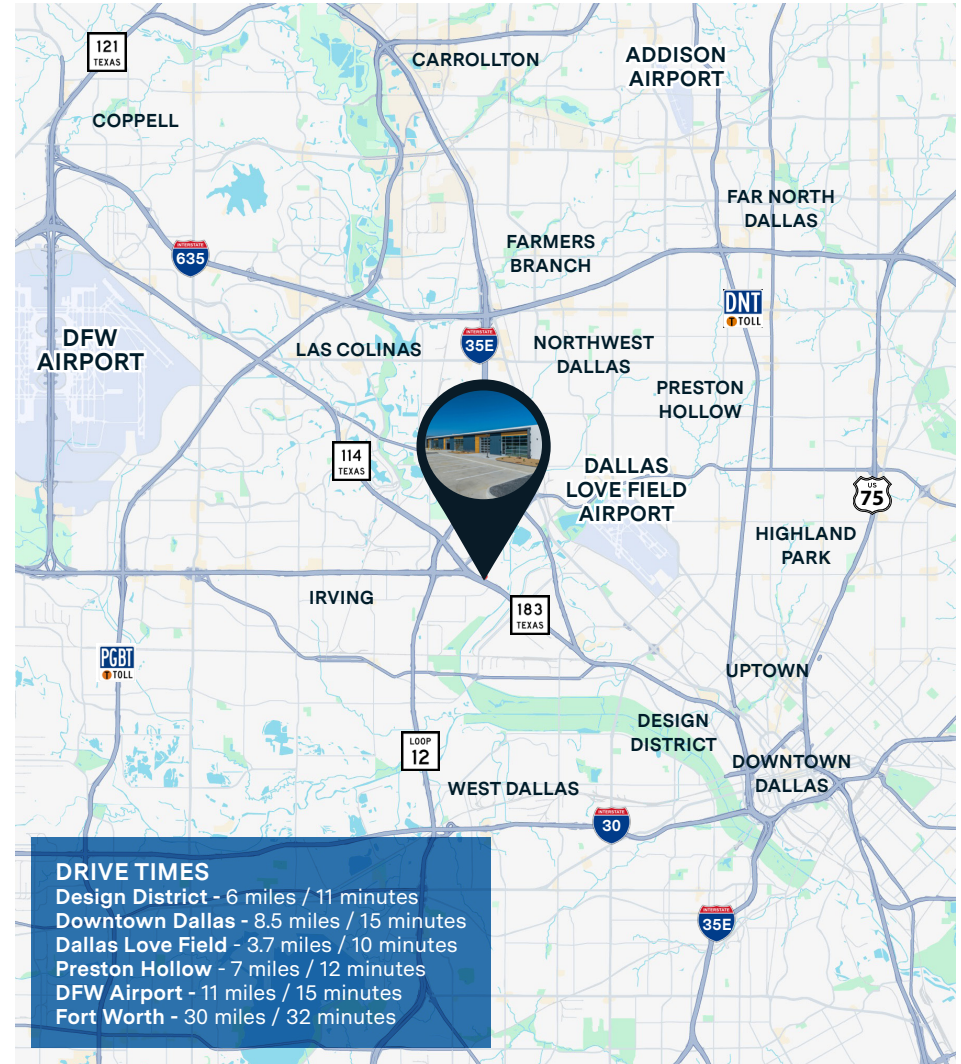 121
TEXAS
CARROLLTON
ADDISON
AIRPORT
COPPELL
FAR NORTH
DALLAS
FARMERS
BRANCH
INTERSTATE
635
DNT
T TOLL
DFW
AIRPORT
LAS COLINAS
INTERSTATE
35E
NORTHWEST
DALLAS
PRESTON
HOLLOW
114
TEXAS
DALLAS
LOVE FIELD
AIRPORT
US
75
HIGHLAND
PARK
IRVING
183
TEXAS
PGBT
T TOLL
UPTOWN
DESIGN
DISTRICT
LOOP
12
DOWNTOWN
DALLAS
WEST DALLAS
INTERSTATE
30
INTERSTATE
35E
DRIVE TIMES
Design District - 6 miles / 11 minutes
Downtown Dallas - 8.5 miles / 15 minutes
Dallas Love Field - 3.7 miles / 10 minutes
Preston Hollow - 7 miles / 12 minutes
DFW Airport - 11 miles / 15 minutes
Fort Worth - 30 miles / 32 minutes